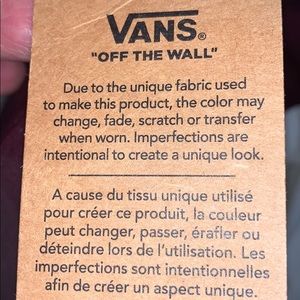 VANS®
"OFF THE WALL"
Due to the unique fabric used
to make this product, the color may
change, fade, scratch or transfer
when worn. Imperfections are
intentional to create a unique look.
A cause du tissu unique utilisé
pour créer ce produit, la couleur
peut changer, passer, érafler ou
déteindre lors de l'utilisation. Les
imperfections sont intentionnelles
afin de créer un aspect unique.